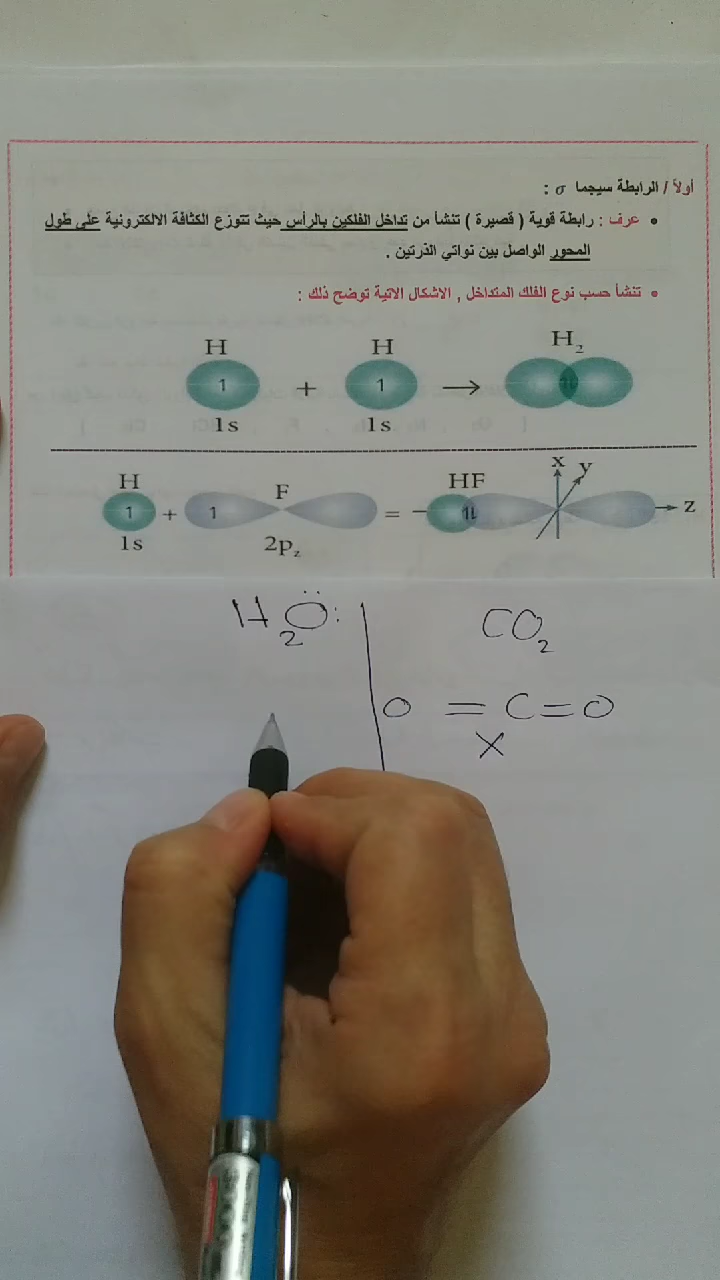 أولاً / الرابطة سيجما σ :
• عرف : رابطة قوية ( قصيرة ) تنشأ من تداخل الفلكين بالرأس حيث تتوزع الكثافة الالكترونية على طول
المحور الواصل بين نواتي الذرتين .
• تنشأ حسب نوع الفلك المتداخل , الاشكال الاتية توضح ذلك :
H H H₂
1 + 1 → 1l
1s 1s
H F HF x y
1 + 1 = 1l z
1s 2p_z
H₂Ö: CO₂
O = C = O
X